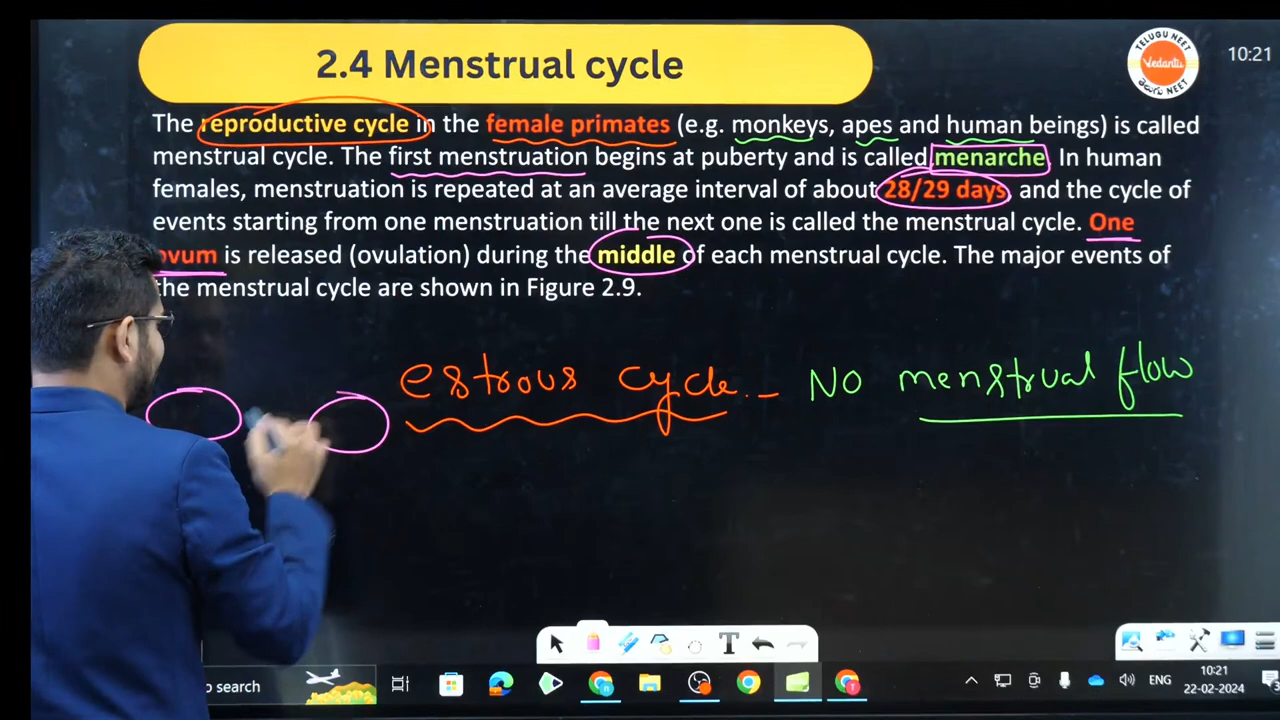 2.4 Menstrual cycle
TELUGU NEET
Vedantu
తెలుగు NEET
10:21
The reproductive cycle in the female primates (e.g. monkeys, apes and human beings) is called
menstrual cycle. The first menstruation begins at puberty and is called menarche. In human
females, menstruation is repeated at an average interval of about 28/29 days, and the cycle of
events starting from one menstruation till the next one is called the menstrual cycle. One
ovum is released (ovulation) during the middle of each menstrual cycle. The major events of
the menstrual cycle are shown in Figure 2.9.
estrous cycle. - No menstrual flow
T
o search
ENG
10:21
22-02-2024